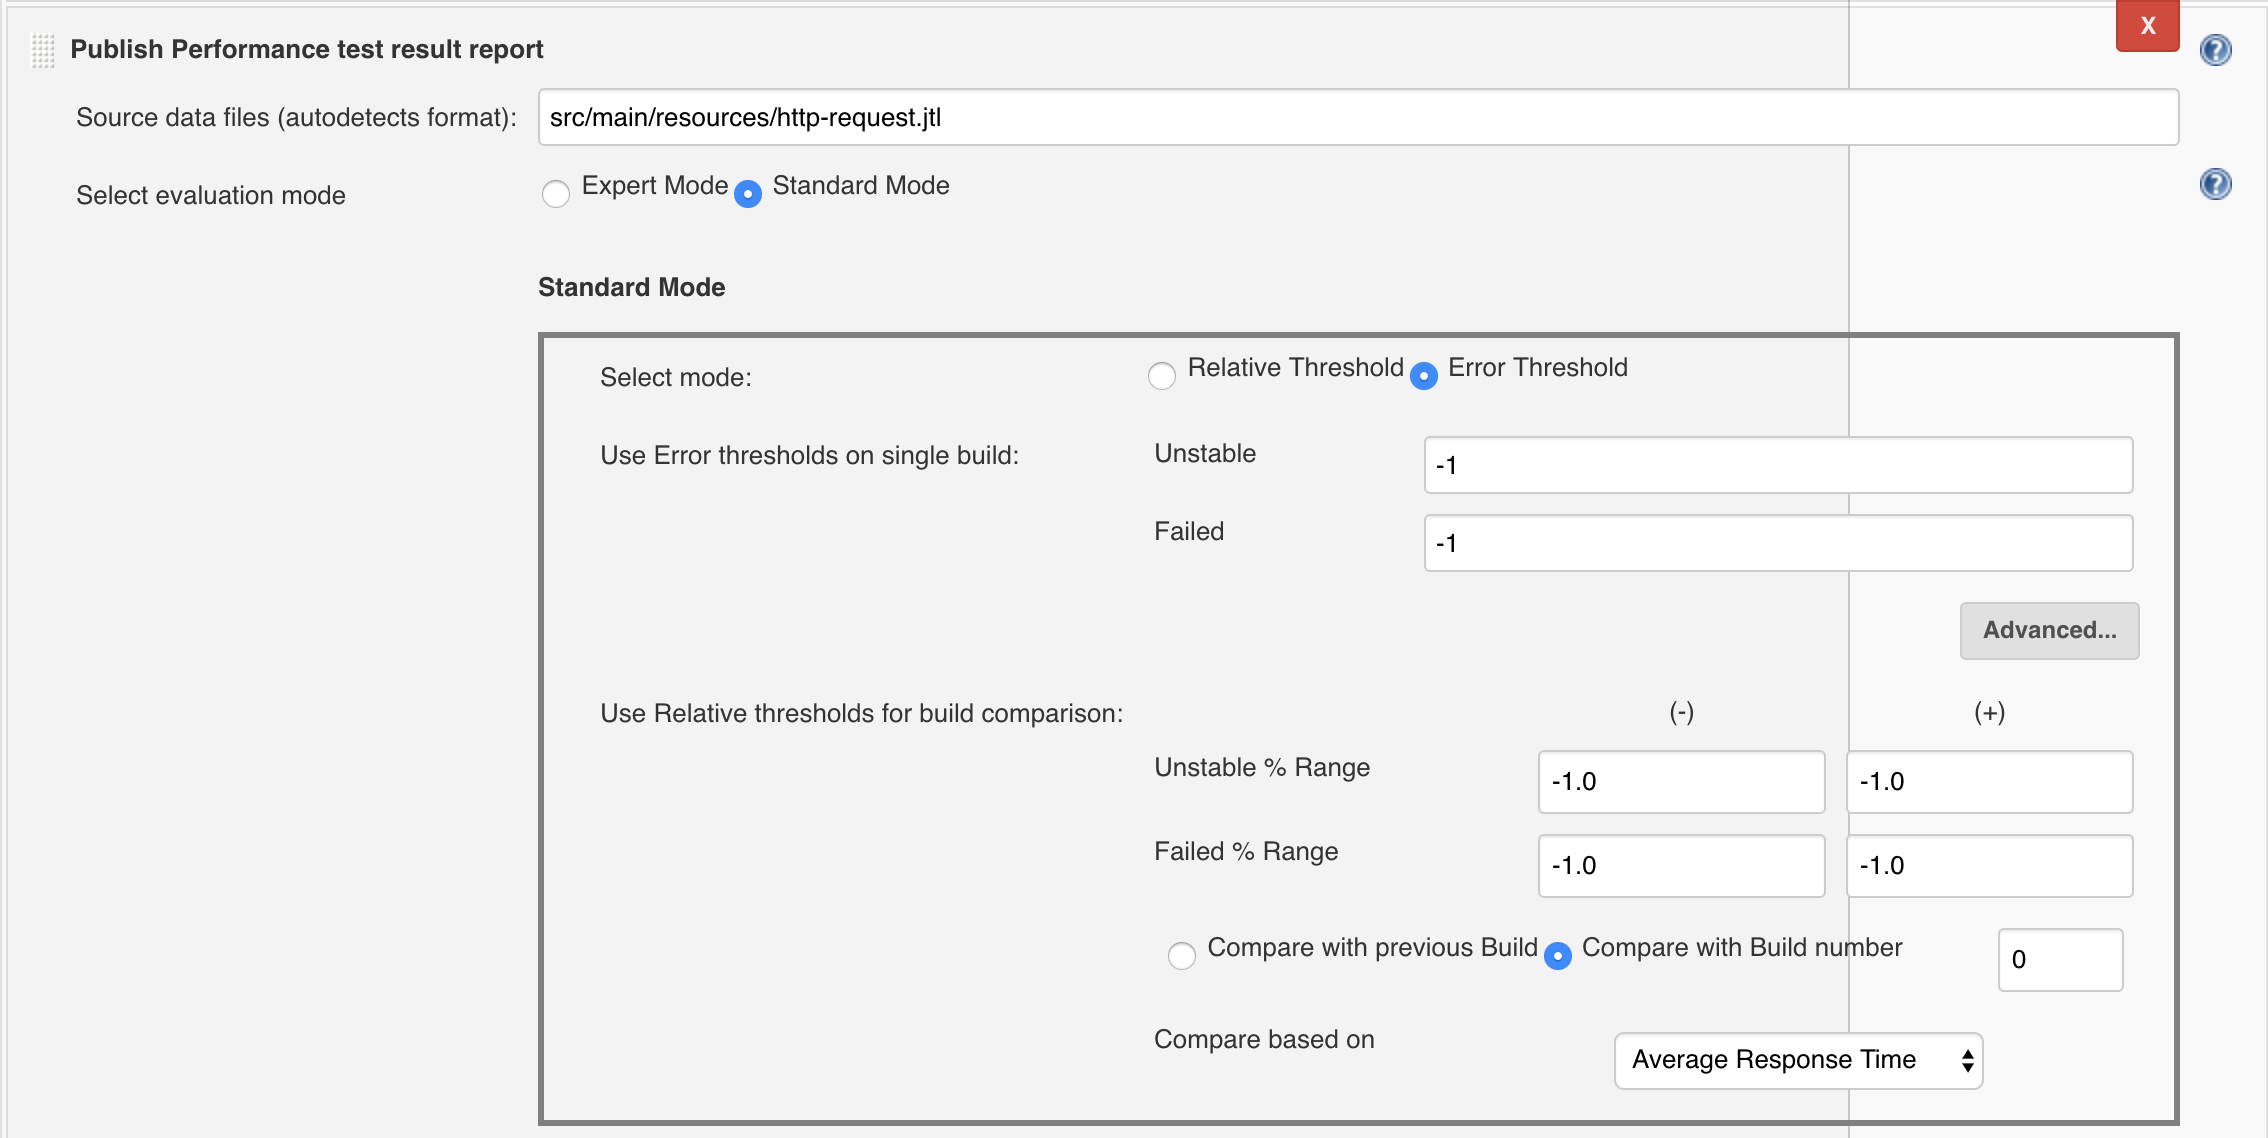 X
Publish Performance test result report
Source data files (autodetects format): src/main/resources/http-request.jtl
Select evaluation mode Expert Mode Standard Mode
Standard Mode
Select mode: Relative Threshold Error Threshold
Use Error thresholds on single build: Unstable -1
Failed -1
Advanced...
Use Relative thresholds for build comparison: (-) (+)
Unstable % Range -1.0 -1.0
Failed % Range -1.0 -1.0
Compare with previous Build Compare with Build number 0
Compare based on Average Response Time